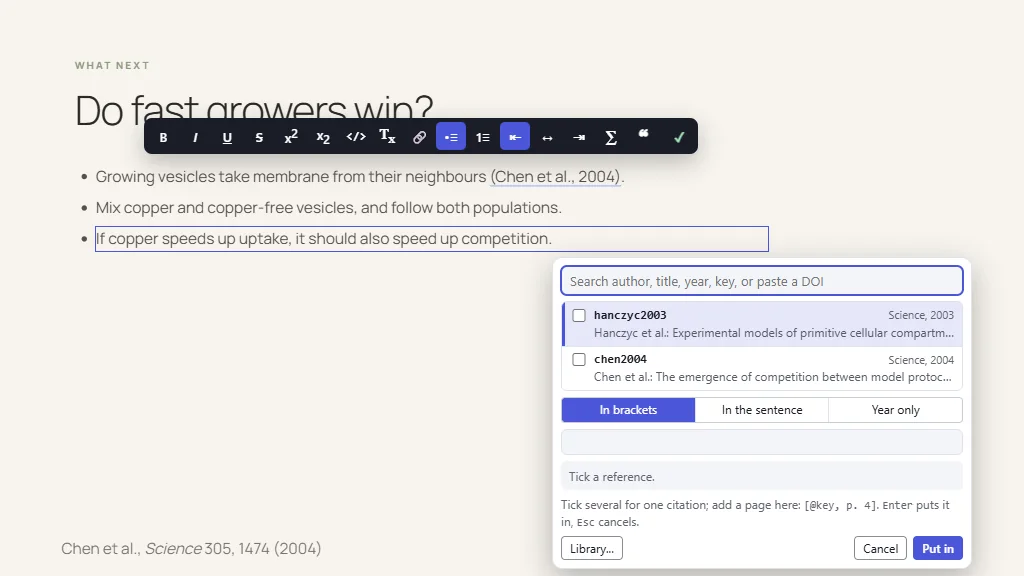 WHAT NEXT
Do fast growers win?
B I U S x² x₂ </> Tx 1≡ Σ ❝ ✓
• Growing vesicles take membrane from their neighbours (Chen et al., 2004).
• Mix copper and copper-free vesicles, and follow both populations.
• If copper speeds up uptake, it should also speed up competition.
Search author, title, year, key, or paste a DOI
hanczyc2003 Science, 2003
Hanczyc et al.: Experimental models of primitive cellular compartm...
chen2004 Science, 2004
Chen et al.: The emergence of competition between model protoc...
In brackets In the sentence Year only
Tick a reference.
Tick several for one citation; add a page here: [@key, p. 4]. Enter puts it
in, Esc cancels.
Library... Cancel Put in
Chen et al., Science 305, 1474 (2004)